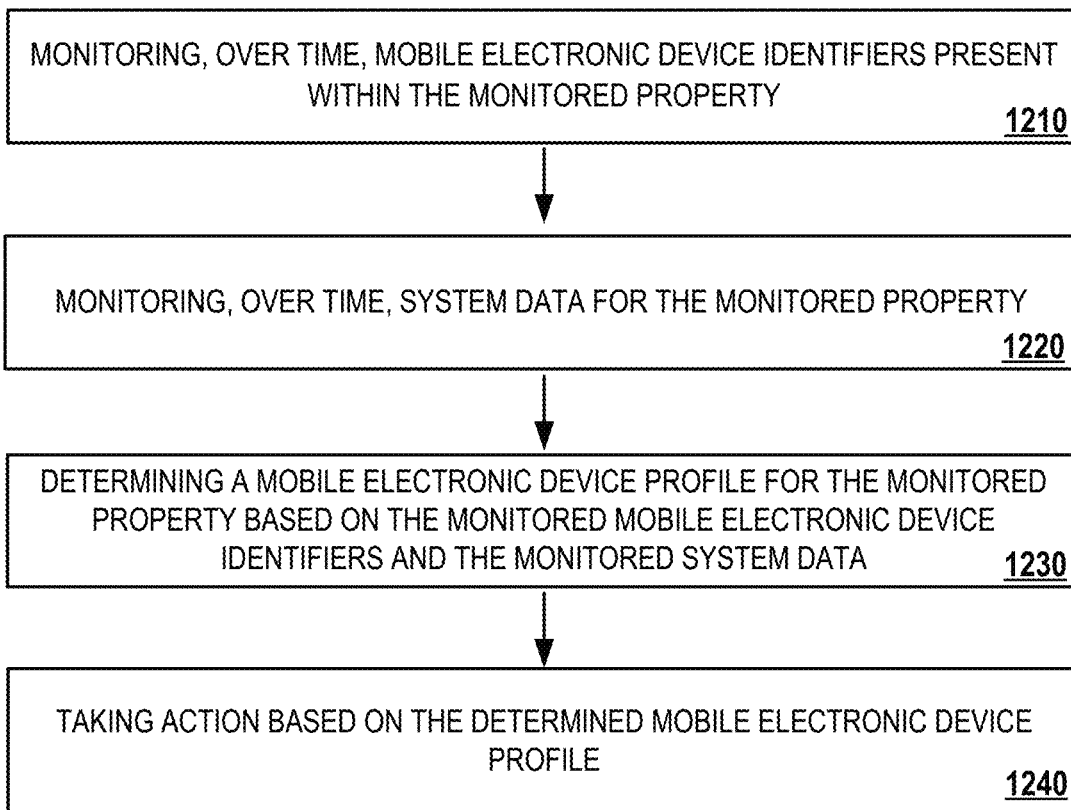 MONITORING, OVER TIME, MOBILE ELECTRONIC DEVICE IDENTIFIERS PRESENT
WITHIN THE MONITORED PROPERTY
1210
MONITORING, OVER TIME, SYSTEM DATA FOR THE MONITORED PROPERTY
1220
DETERMINING A MOBILE ELECTRONIC DEVICE PROFILE FOR THE MONITORED
PROPERTY BASED ON THE MONITORED MOBILE ELECTRONIC DEVICE
IDENTIFIERS AND THE MONITORED SYSTEM DATA
1230
TAKING ACTION BASED ON THE DETERMINED MOBILE ELECTRONIC DEVICE
PROFILE
1240